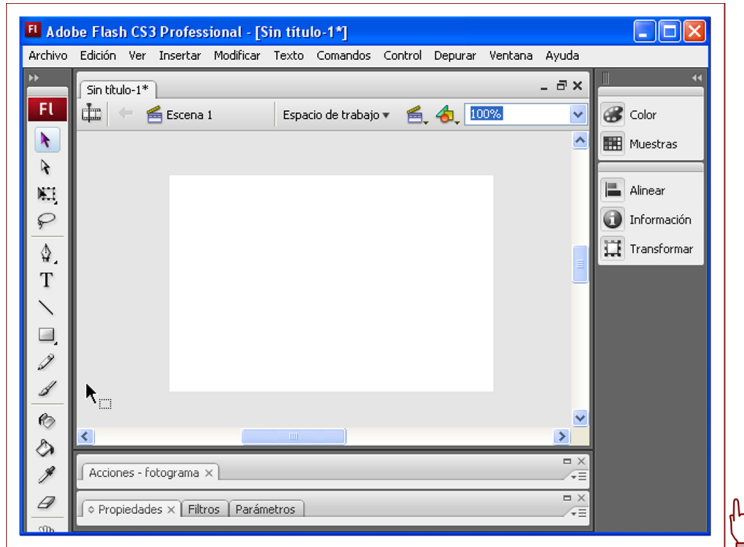 Fl Adobe Flash CS3 Professional - [Sin título-1*]
Archivo Edición Ver Insertar Modificar Texto Comandos Control Depurar Ventana Ayuda
Sin título-1*
Fl
Escena 1 Espacio de trabajo 100%
Color
Muestras
Alinear
Información
Transformar
T
Acciones - fotograma
Propiedades Filtros Parámetros